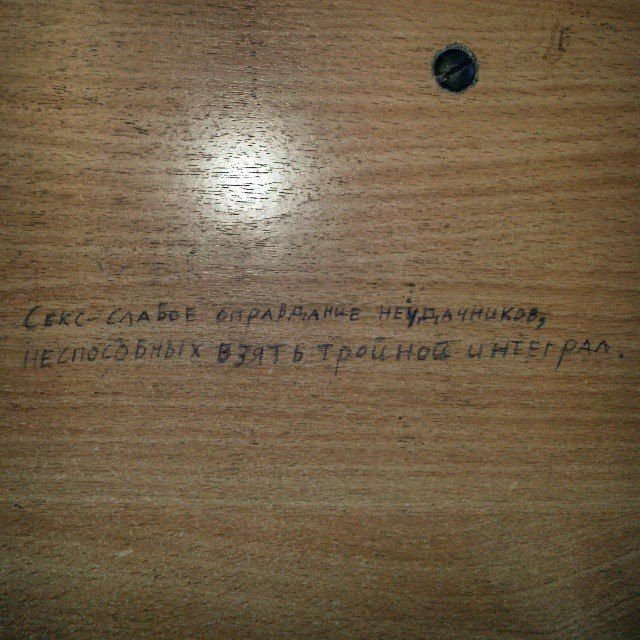 Секс-слабое оправдание неудачников,
неспособных взять тройной интеграл.